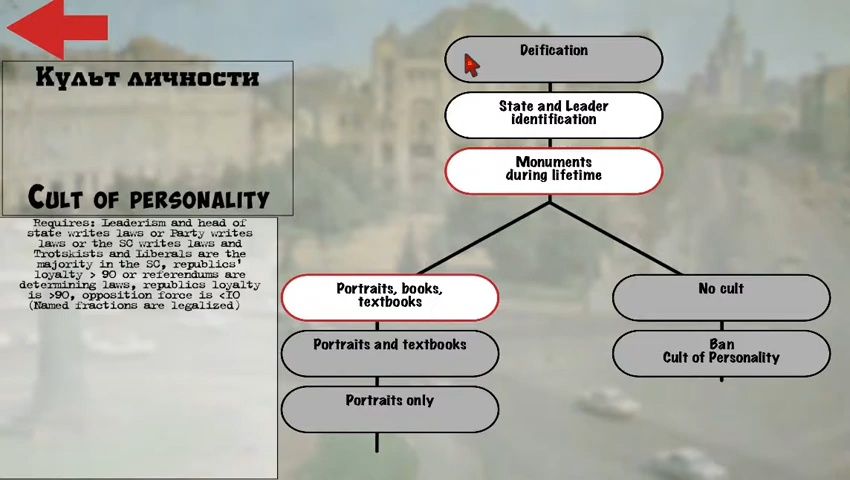 Культ личности
Cult of personality
Requires: Leaderism and head of
state writes laws or Party writes
laws or the SC writes laws and
Trotskists and Liberals are the
majority in the SC, republics'
loyalty > 90 or referendums are
determining laws, republics loyalty
is >90, opposition force is <10
(Named fractions are legalized)
Deification
State and Leader
identification
Monuments
during lifetime
Portraits, books,
textbooks
Portraits and textbooks
Portraits only
No cult
Ban
Cult of Personality